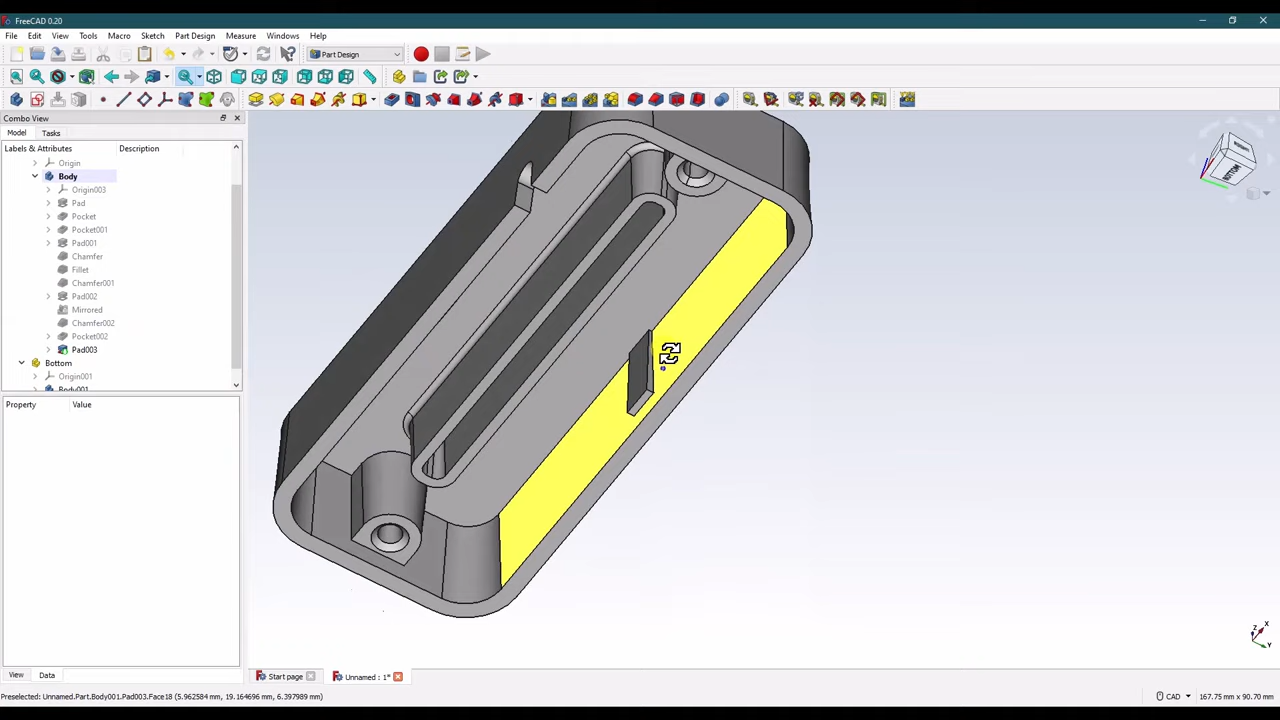 FreeCAD 0.20
File Edit View Tools Macro Sketch Part Design Measure Windows Help
Part Design
Combo View
Model Tasks
Labels & Attributes Description
Origin
Body
Origin003
Pad
Pocket
Pocket001
Pad001
Chamfer
Fillet
Chamfer001
Pad002
Mirrored
Chamfer002
Pocket002
Pad003
Bottom
Origin001
Body001
Property Value
BOTTOM
X
Z
Y
View Data
Start page Unnamed : 1*
Preselected: Unnamed.Part.Body001.Pad003.Face18 (5.962584 mm, 19.164696 mm, 6.397989 mm)
CAD 167.75 mm x 90.70 mm